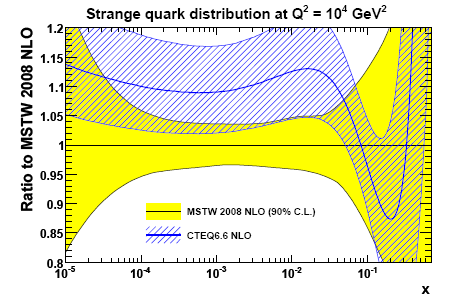 Strange quark distribution at Q² = 10⁴ GeV²
Ratio to MSTW 2008 NLO
1.2
1.15
1.1
1.05
1
0.95
0.9
0.85
0.8
MSTW 2008 NLO (90% C.L.)
CTEQ6.6 NLO
10⁻⁵ 10⁻⁴ 10⁻³ 10⁻² 10⁻¹
x